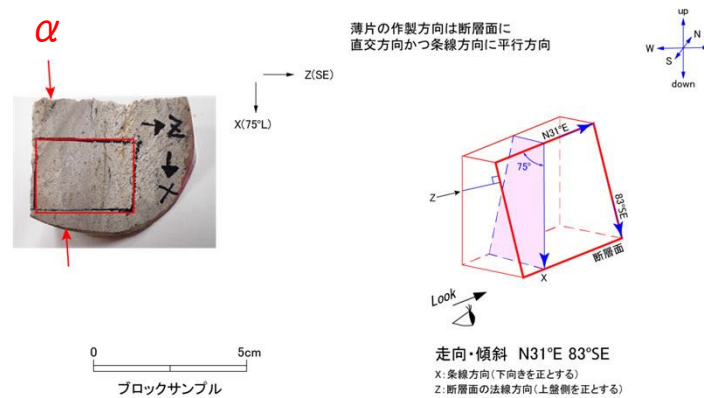 α
薄片の作製方向は断層面に
直交方向かつ条線方向に平行方向
up
N
W
S
down
Z(SE)
X(75°L)
Z
X
N31°E
75°
83°SE
Z
X
断層面
Look
0
5cm
ブロックサンプル
走向・傾斜 N31°E 83°SE
X:条線方向(下向きを正とする)
Z:断層面の法線方向(上盤側を正とする)